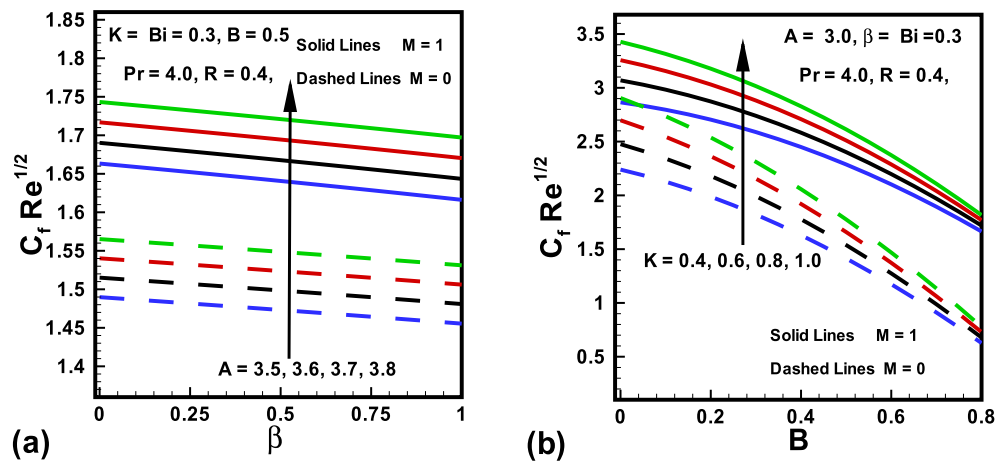 K = Bi = 0.3, B = 0.5
Solid Lines M = 1
Pr = 4.0, R = 0.4,
Dashed Lines M = 0
1.85
1.8
1.75
1.7
1.65
1.6
1.55
1.5
1.45
1.4
C_f Re^{1/2}
A = 3.5, 3.6, 3.7, 3.8
0 0.25 0.5 0.75 1
β
(a)
A = 3.0, β = Bi =0.3
Pr = 4.0, R = 0.4,
3.5
3
2.5
2
1.5
1
0.5
C_f Re^{1/2}
K = 0.4, 0.6, 0.8, 1.0
Solid Lines M = 1
Dashed Lines M = 0
0 0.2 0.4 0.6 0.8
B
(b)